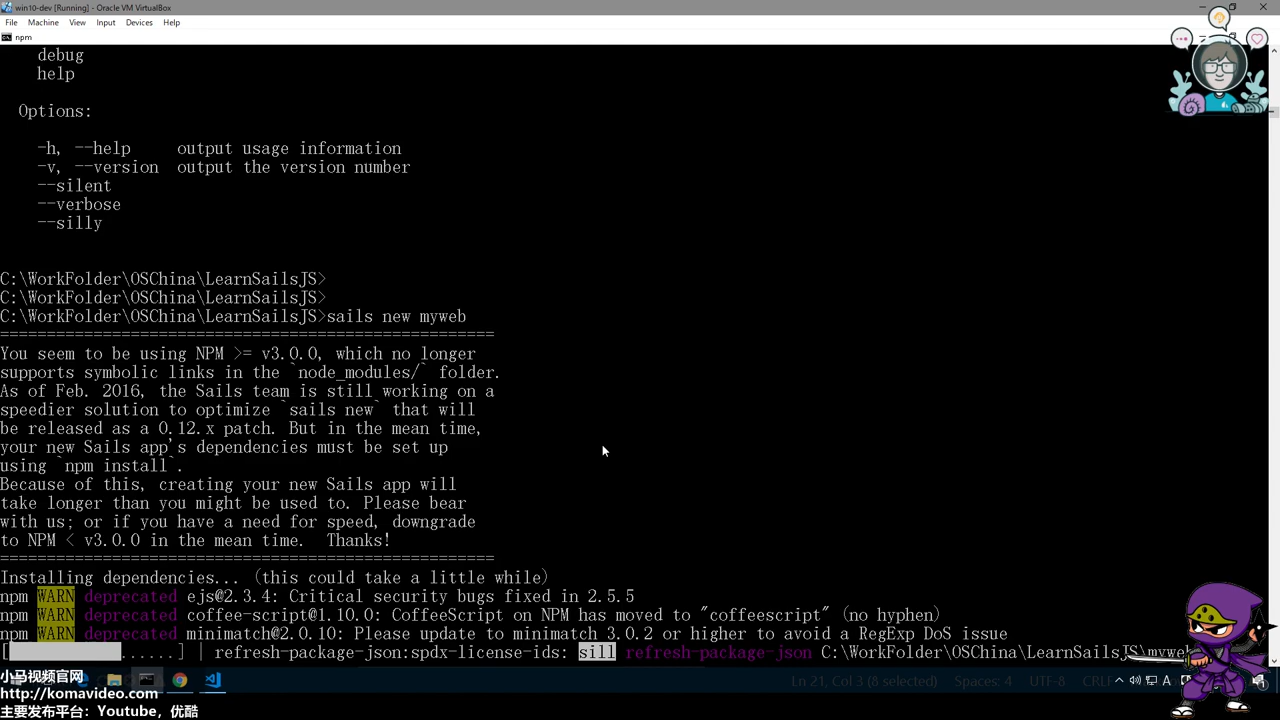 win10-dev [Running] - Oracle VM VirtualBox
File Machine View Input Devices Help
npm
debug
help
Options:
-h, --help output usage information
-v, --version output the version number
--silent
--verbose
--silly
C:\WorkFolder\OSChina\LearnSailsJS>
C:\WorkFolder\OSChina\LearnSailsJS>
C:\WorkFolder\OSChina\LearnSailsJS>sails new myweb
=====================================================
You seem to be using NPM >= v3.0.0, which no longer
supports symbolic links in the `node_modules/` folder.
As of Feb. 2016, the Sails team is still working on a
speedier solution to optimize `sails new` that will
be released as a 0.12.x patch. But in the mean time,
your new Sails app's dependencies must be set up
using `npm install`.
Because of this, creating your new Sails app will
take longer than you might be used to. Please bear
with us; or if you have a need for speed, downgrade
to NPM < v3.0.0 in the mean time.  Thanks!
=====================================================
Installing dependencies... (this could take a little while)
npm WARN deprecated ejs@2.3.4: Critical security bugs fixed in 2.5.5
npm WARN deprecated coffee-script@1.10.0: CoffeeScript on NPM has moved to "coffeescript" (no hyphen)
npm WARN deprecated minimatch@2.0.10: Please update to minimatch 3.0.2 or higher to avoid a RegExp DoS issue
[ ......] | refresh-package-json:spdx-license-ids: sill refresh-package-json C:\WorkFolder\OSChina\LearnSailsJS\myweb
小马视频官网
http://komavideo.com
主要发布平台：Youtube，优酷
Ln 21, Col 3 (8 selected) Spaces: 4 UTF-8 CRLF